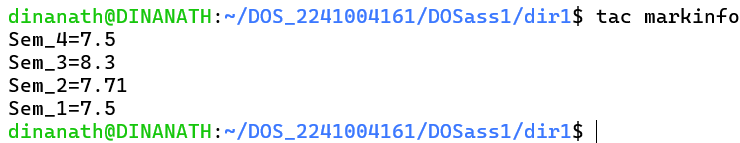 dinanath@DINANATH:~/DOS_2241004161/DOSass1/dir1$ tac markinfo
Sem_4=7.5
Sem_3=8.3
Sem_2=7.71
Sem_1=7.5
dinanath@DINANATH:~/DOS_2241004161/DOSass1/dir1$